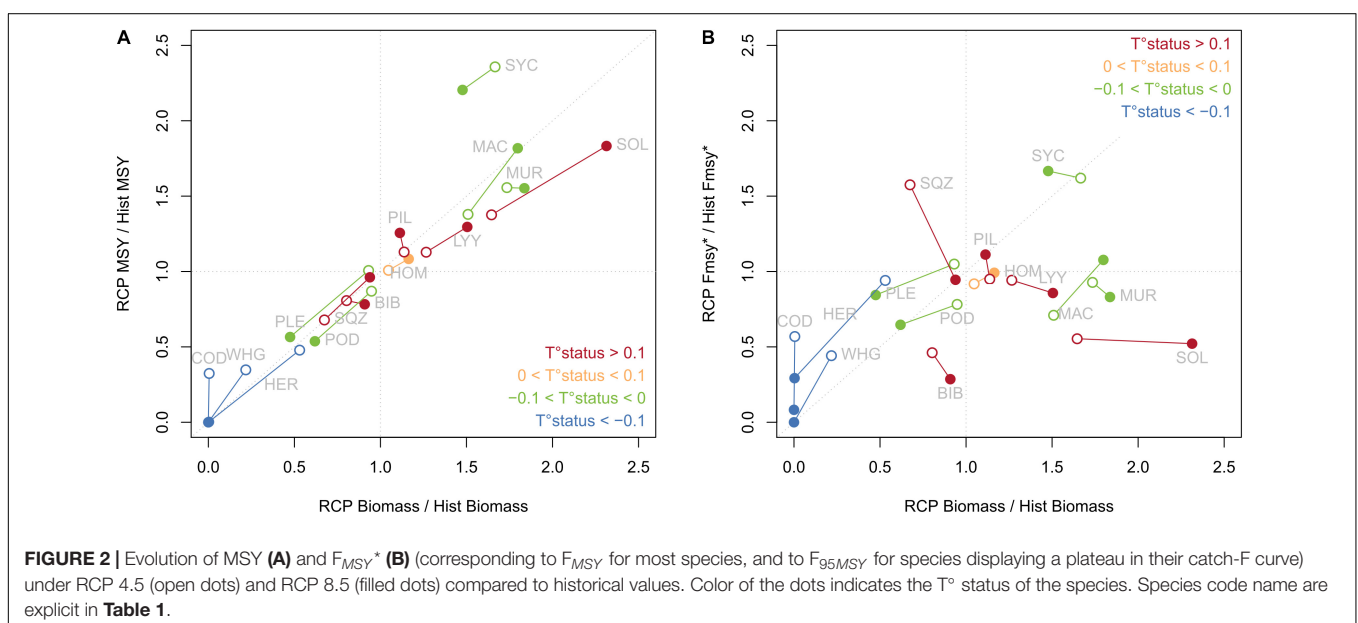 A
RCP MSY / Hist MSY
2.5
2.0
1.5
1.0
0.5
0.0
SYC
MAC
SOL
MUR
PIL
LYY
HOM
BIB
SQZ
PLE
POD
COD
WHG
HER
T°status > 0.1
0 < T°status < 0.1
−0.1 < T°status < 0
T°status < −0.1
0.0 0.5 1.0 1.5 2.0 2.5
RCP Biomass / Hist Biomass
B
RCP Fmsy* / Hist Fmsy*
2.5
2.0
1.5
1.0
0.5
0.0
T°status > 0.1
0 < T°status < 0.1
−0.1 < T°status < 0
T°status < −0.1
SYC
SQZ
PIL
HOM
LYY
PLE
MUR
HER
POD
MAC
COD
WHG
SOL
BIB
0.0 0.5 1.0 1.5 2.0 2.5
RCP Biomass / Hist Biomass
FIGURE 2 | Evolution of MSY (A) and FMSY* (B) (corresponding to FMSY for most species, and to F95MSY for species displaying a plateau in their catch-F curve)
under RCP 4.5 (open dots) and RCP 8.5 (filled dots) compared to historical values. Color of the dots indicates the T° status of the species. Species code name are
explicit in Table 1.